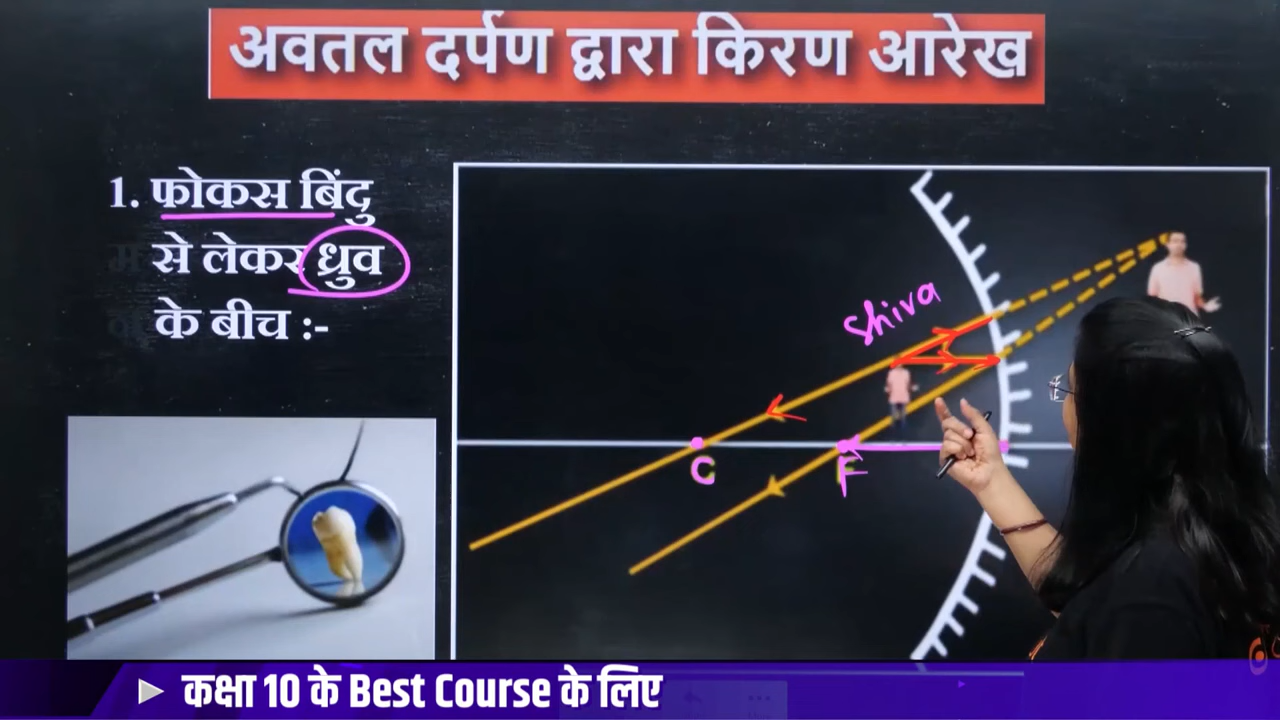 अवतल दर्पण द्वारा किरण आरेख
1. फोकस बिंदु
से लेकर ध्रुव
के बीच :-
Shiva
C
F
कक्षा 10 के Best Course के लिए